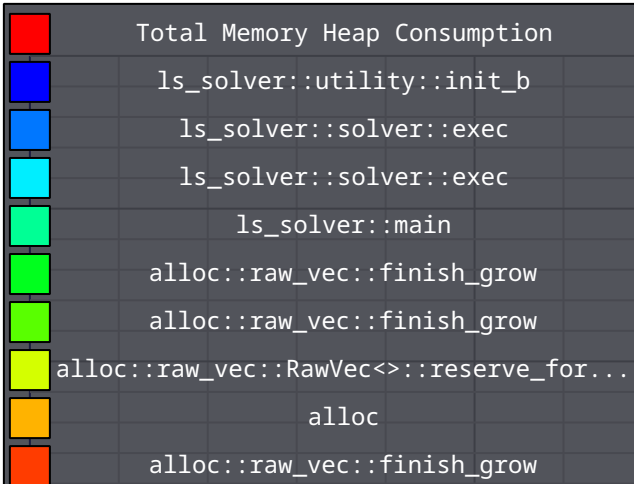 Total Memory Heap Consumption
ls_solver::utility::init_b
ls_solver::solver::exec
ls_solver::solver::exec
ls_solver::main
alloc::raw_vec::finish_grow
alloc::raw_vec::finish_grow
alloc::raw_vec::RawVec<>::reserve_for...
alloc
alloc::raw_vec::finish_grow